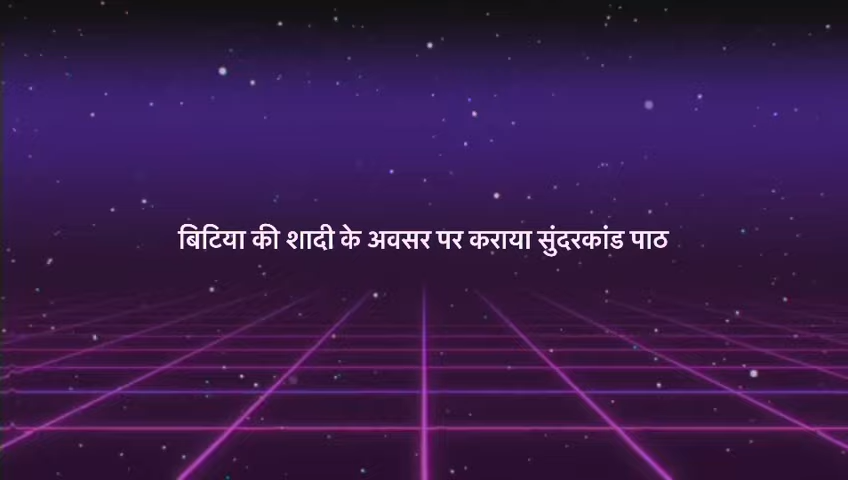 बिटिया की शादी के अवसर पर कराया सुंदरकांड पाठ